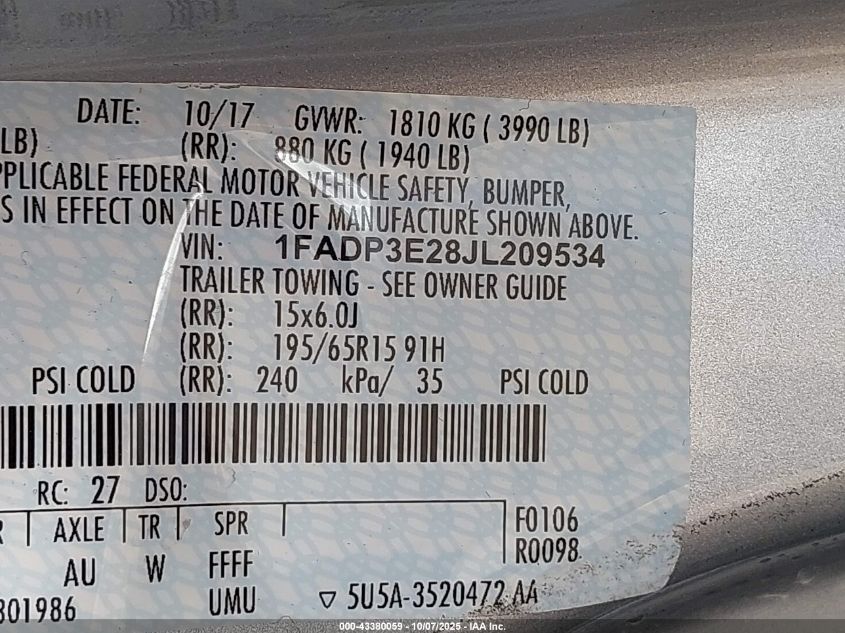 DATE: 10/17 GVWR: 1810 KG ( 3990 LB)
LB) (RR): 880 KG ( 1940 LB)
PPLICABLE FEDERAL MOTOR VEHICLE SAFETY, BUMPER,
S IN EFFECT ON THE DATE OF MANUFACTURE SHOWN ABOVE.
VIN: 1FADP3E28JL209534
TRAILER TOWING - SEE OWNER GUIDE
(RR): 15x6.0J
(RR): 195/65R15 91H
PSI COLD (RR): 240 kPa/ 35 PSI COLD
RC: 27 DSO:
R AXLE TR SPR F0106
AU W FFFF R0098
801986 UMU ▽ 5U5A-3520472 AA
000-43380059 - 10/07/2025 - IAA Inc.